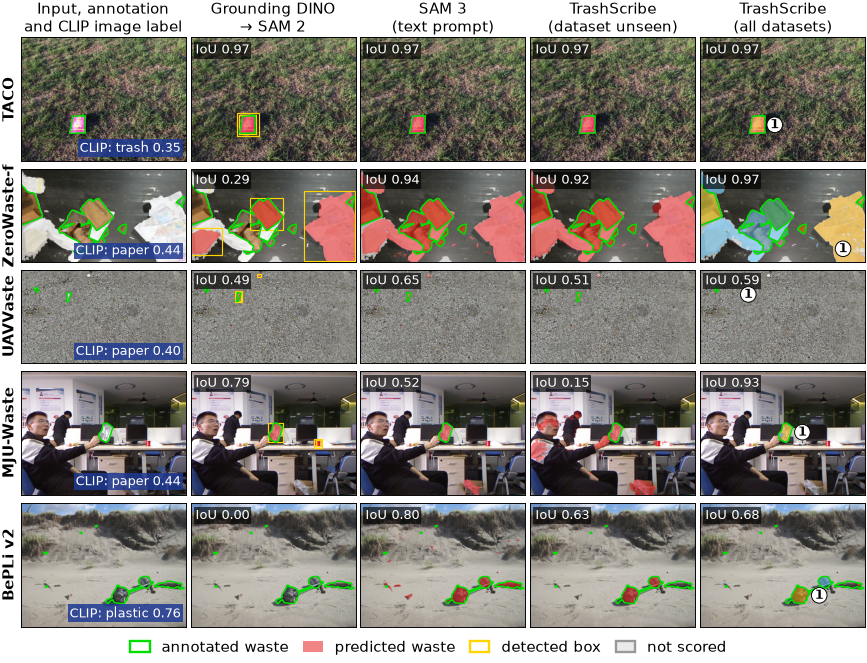 Input, annotation
and CLIP image label
Grounding DINO
→ SAM 2
SAM 3
(text prompt)
TrashScribe
(dataset unseen)
TrashScribe
(all datasets)
TACO
CLIP: trash 0.35
IoU 0.97
IoU 0.97
IoU 0.97
IoU 0.97
1
ZeroWaste-f
CLIP: paper 0.44
IoU 0.29
IoU 0.94
IoU 0.92
IoU 0.97
1
UAVVaste
CLIP: paper 0.40
IoU 0.49
IoU 0.65
IoU 0.51
IoU 0.59
1
MJU-Waste
CLIP: paper 0.44
IoU 0.79
IoU 0.52
IoU 0.15
IoU 0.93
1
BePLi v2
CLIP: plastic 0.76
IoU 0.00
IoU 0.80
IoU 0.63
IoU 0.68
1
annotated waste
predicted waste
detected box
not scored